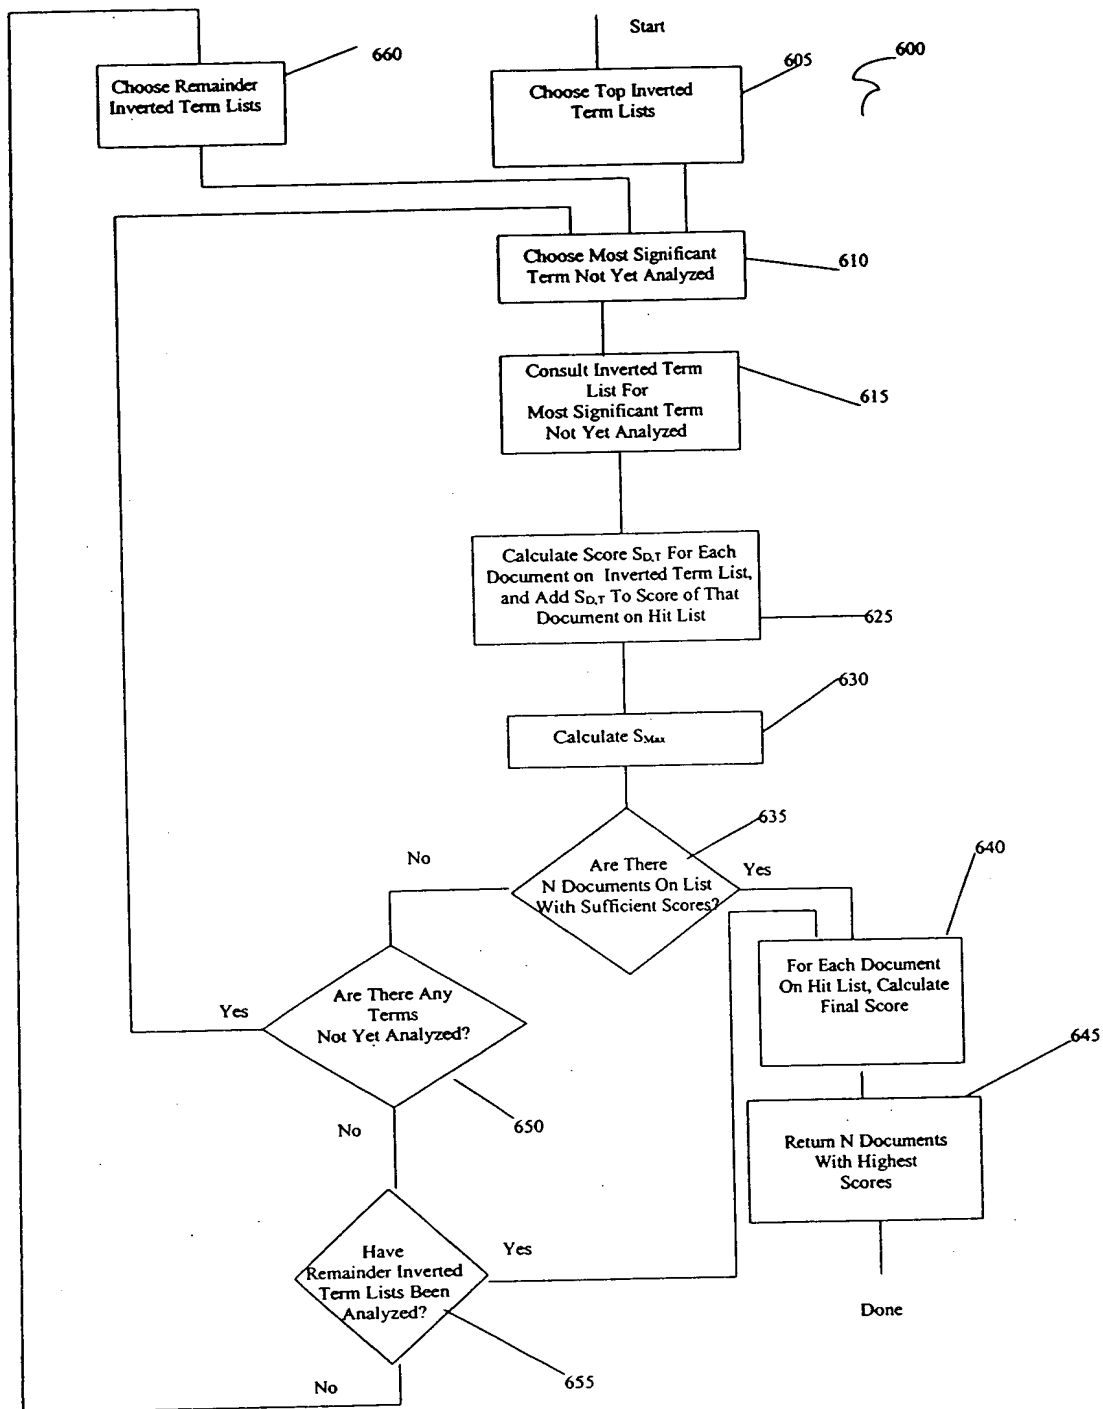 Start
660
605
600
Choose Remainder
Inverted Term Lists
Choose Top Inverted
Term Lists
Choose Most Significant
Term Not Yet Analyzed
610
Consult Inverted Term
List For
Most Significant Term
Not Yet Analyzed
615
Calculate Score S_D,T For Each
Document on Inverted Term List,
and Add S_D,T To Score of That
Document on Hit List
625
630
Calculate S_Max
635
No
Are There
N Documents On List
With Sufficient Scores?
Yes
640
For Each Document
On Hit List, Calculate
Final Score
Yes
Are There Any
Terms
Not Yet Analyzed?
645
650
No
Return N Documents
With Highest
Scores
Have
Remainder Inverted
Term Lists Been
Analyzed?
Yes
Done
655
No